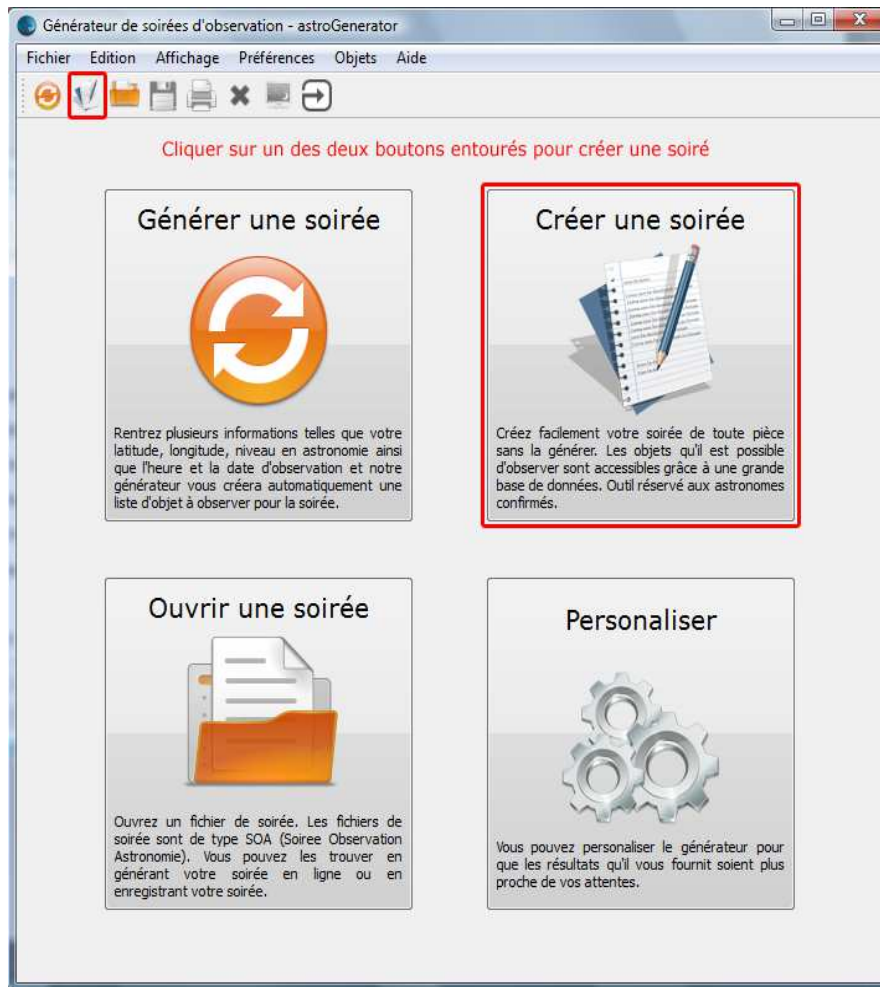 Générateur de soirées d'observation - astroGenerator
Fichier Edition Affichage Préférences Objets Aide
Cliquer sur un des deux boutons entourés pour créer une soiré
Générer une soirée
Rentrez plusieurs informations telles que votre
latitude, longitude, niveau en astronomie ainsi
que l'heure et la date d'observation et notre
générateur vous créera automatiquement une
liste d'objet à observer pour la soirée.
Créer une soirée
Créez facilement votre soirée de toute pièce
sans la générer. Les objets qu'il est possible
d'observer sont accessibles grâce à une grande
base de données. Outil réservé aux astronomes
confirmés.
Ouvrir une soirée
Ouvrez un fichier de soirée. Les fichiers de
soirée sont de type SOA (Soiree Observation
Astronomie). Vous pouvez les trouver en
générant votre soirée en ligne ou en
enregistrant votre soirée.
Personaliser
Vous pouvez personaliser le générateur pour
que les résultats qu'il vous fournit soient plus
proche de vos attentes.